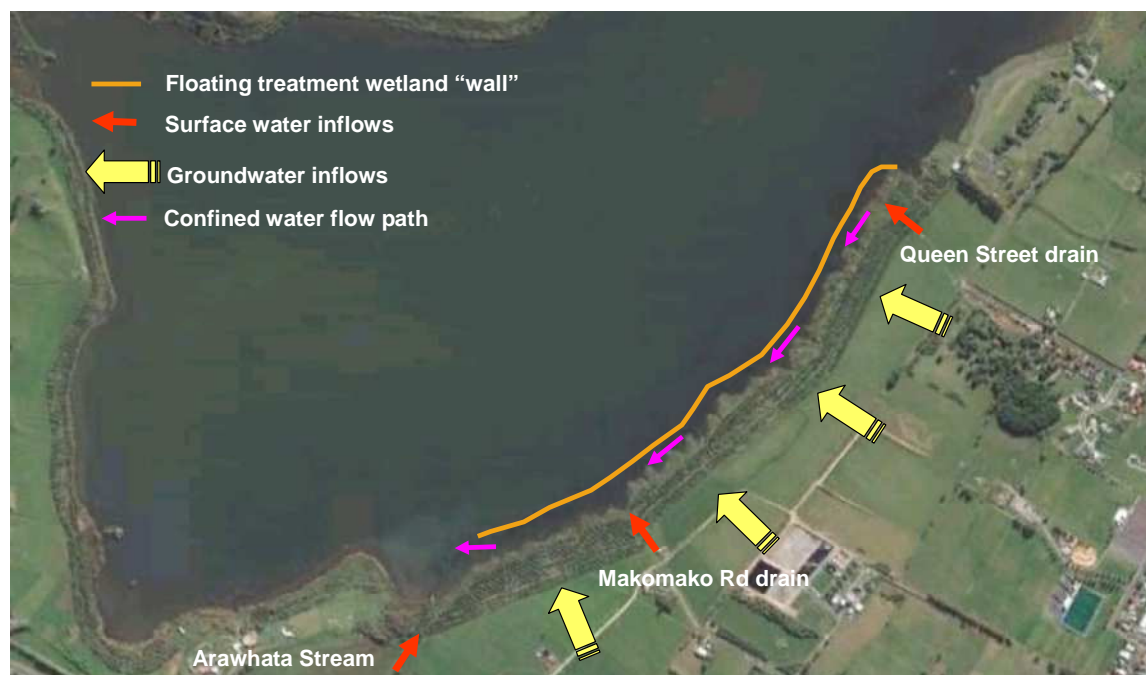 Floating treatment wetland “wall”
Surface water inflows
Groundwater inflows
Confined water flow path
Queen Street drain
Makomako Rd drain
Arawhata Stream